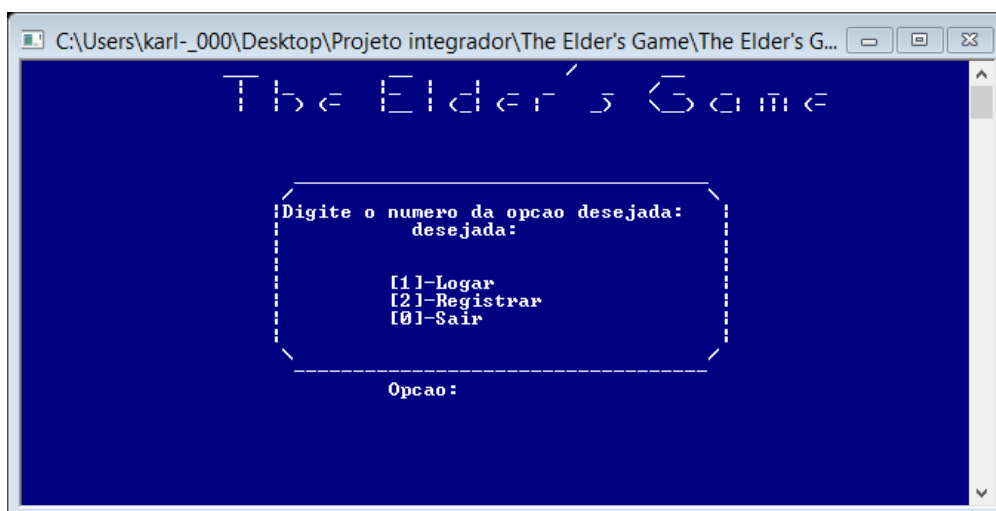 C:\Users\karl-_000\Desktop\Projeto integrador\The Elder's Game\The Elder's G...
The Elder´s Game
Digite o numero da opcao desejada:
desejada:
[1]-Logar
[2]-Registrar
[0]-Sair
Opcao: